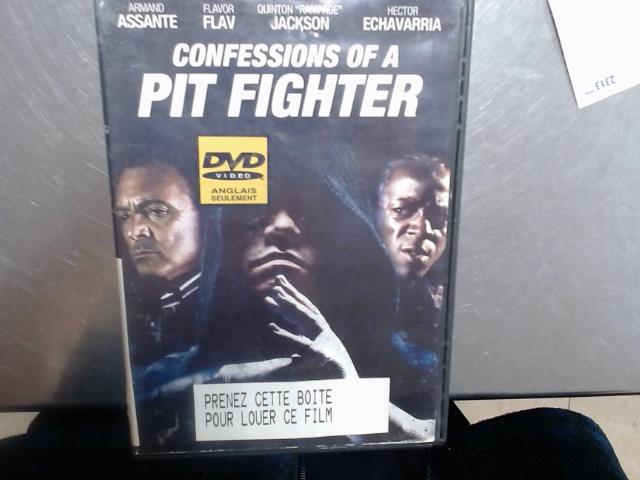 ARMAND ASSANTE
FLAVOR FLAV
QUINTON "RAMPAGE" JACKSON
HECTOR ECHAVARRIA
CONFESSIONS OF A
PIT FIGHTER
DVD
VIDEO
ANGLAIS
SEULEMENT
PRENEZ CETTE BOITE
POUR LOUER CE FILM
2313